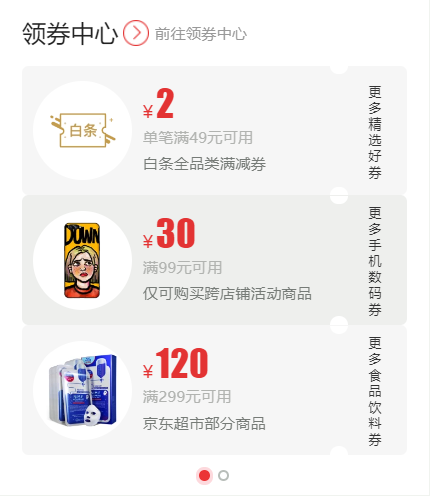 领券中心 前往领券中心
白条
¥2
单笔满49元可用
白条全品类满减券
更多精选好券
DOWN
¥30
满99元可用
仅可购买跨店铺活动商品
更多手机数码券
¥120
满299元可用
京东超市部分商品
更多食品饮料券